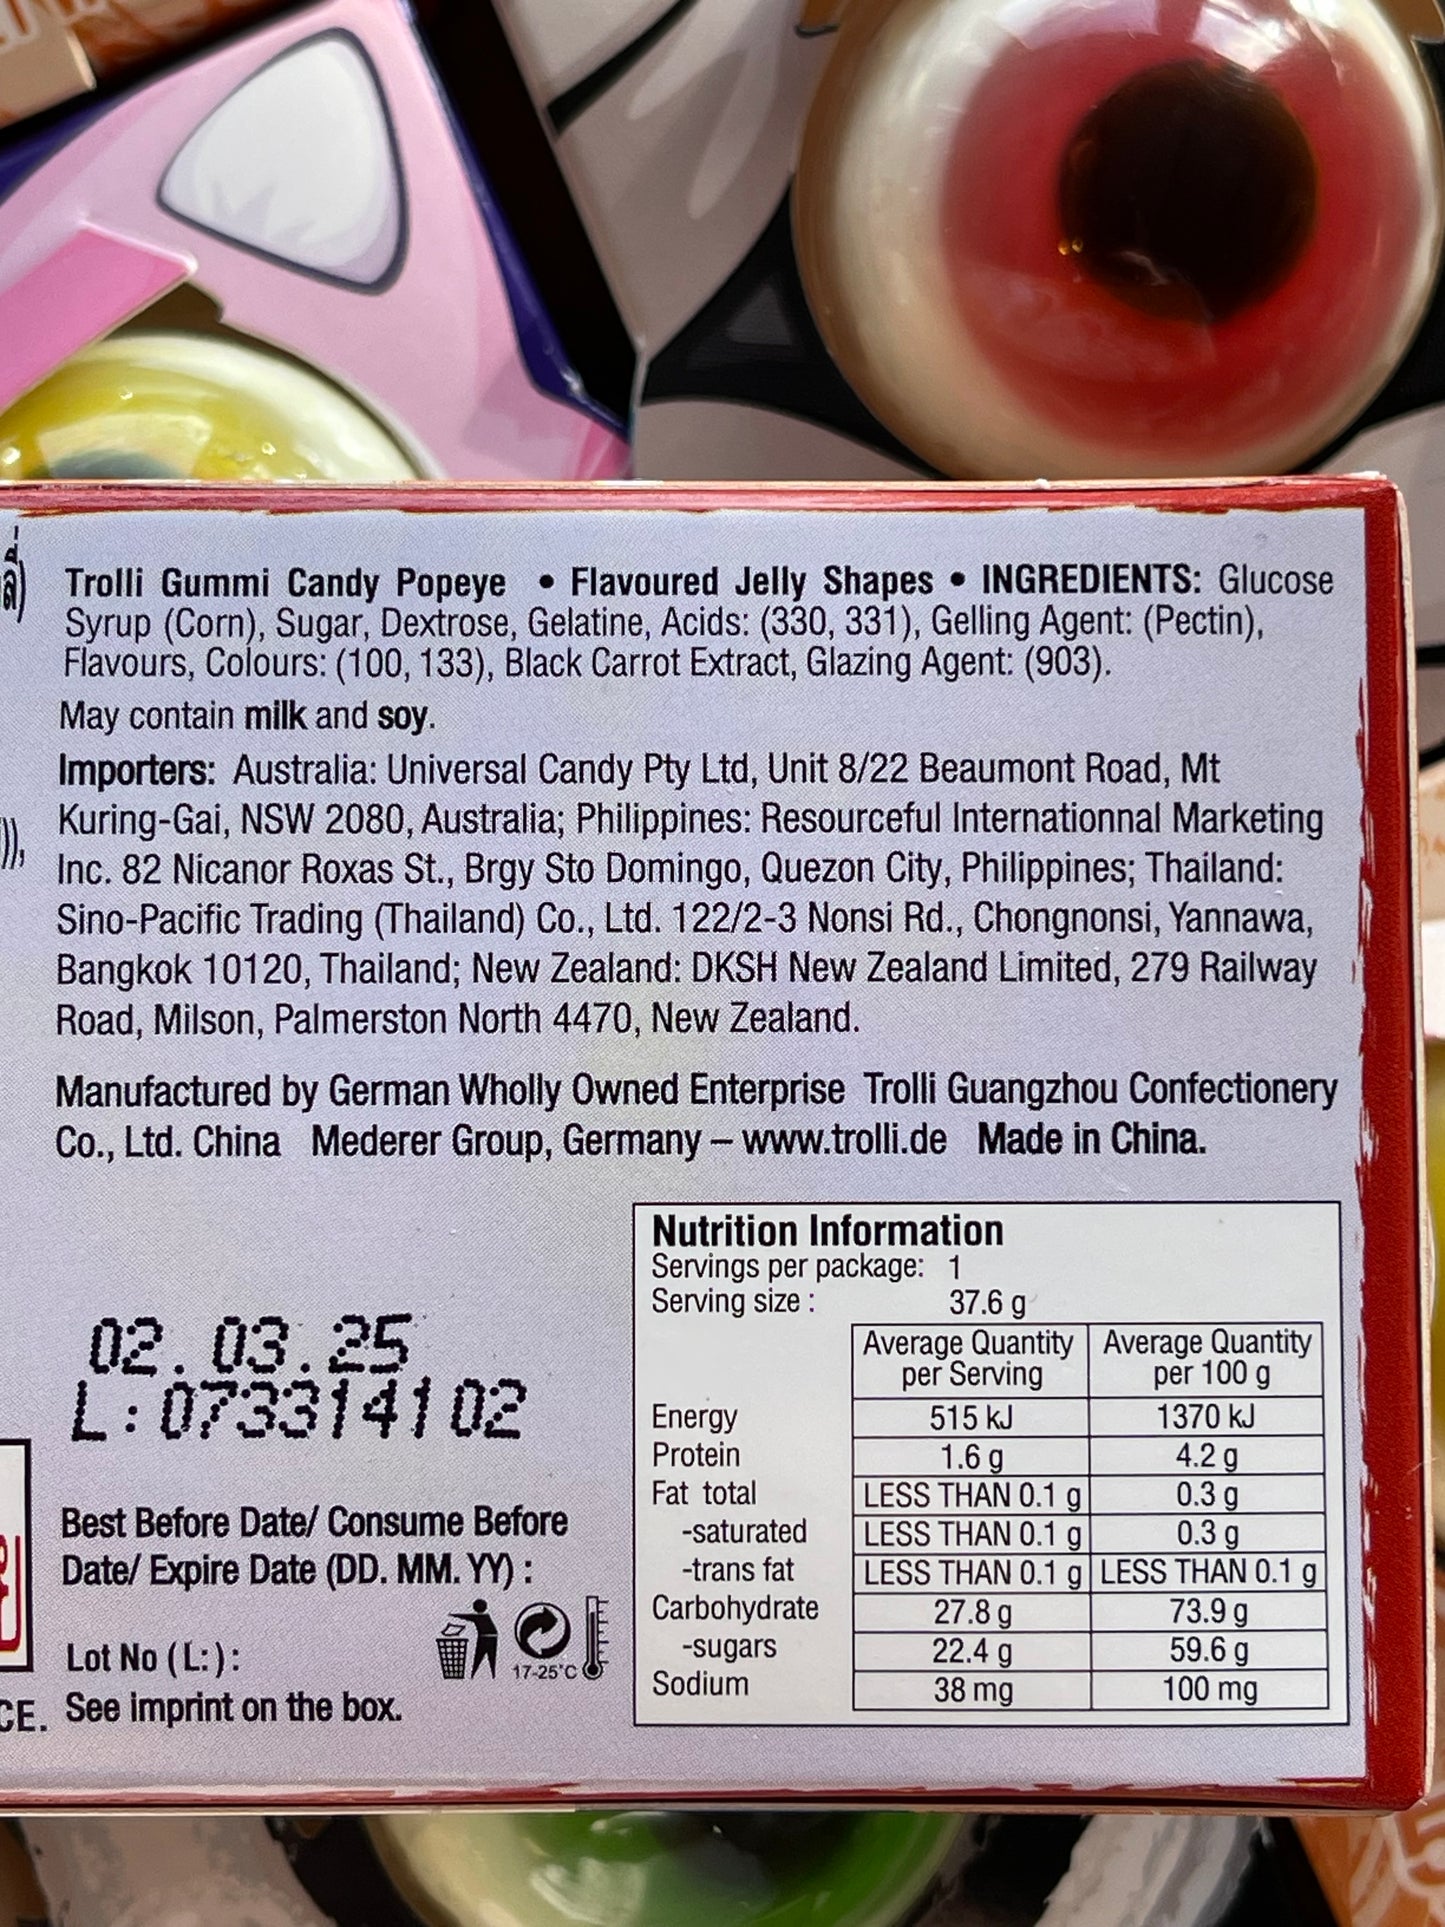 Trolli Gummi Candy Popeye • Flavoured Jelly Shapes • INGREDIENTS: Glucose
Syrup (Corn), Sugar, Dextrose, Gelatine, Acids: (330, 331), Gelling Agent: (Pectin),
Flavours, Colours: (100, 133), Black Carrot Extract, Glazing Agent: (903).
May contain milk and soy.
Importers: Australia: Universal Candy Pty Ltd, Unit 8/22 Beaumont Road, Mt
Kuring-Gai, NSW 2080, Australia; Philippines: Resourceful Internationnal Marketing
Inc. 82 Nicanor Roxas St., Brgy Sto Domingo, Quezon City, Philippines; Thailand:
Sino-Pacific Trading (Thailand) Co., Ltd. 122/2-3 Nonsi Rd., Chongnonsi, Yannawa,
Bangkok 10120, Thailand; New Zealand: DKSH New Zealand Limited, 279 Railway
Road, Milson, Palmerston North 4470, New Zealand.
Manufactured by German Wholly Owned Enterprise Trolli Guangzhou Confectionery
Co., Ltd. China Mederer Group, Germany – www.trolli.de Made in China.
02.03.25
L:073314102
Best Before Date/ Consume Before
Date/ Expire Date (DD. MM. YY) :
17-25°C
Lot No (L:) :
CE. See imprint on the box.
Nutrition Information
Servings per package: 1
Serving size : 37.6 g
Average Quantity per Serving Average Quantity per 100 g
Energy 515 kJ 1370 kJ
Protein 1.6 g 4.2 g
Fat total LESS THAN 0.1 g 0.3 g
-saturated LESS THAN 0.1 g 0.3 g
-trans fat LESS THAN 0.1 g LESS THAN 0.1 g
Carbohydrate 27.8 g 73.9 g
-sugars 22.4 g 59.6 g
Sodium 38 mg 100 mg